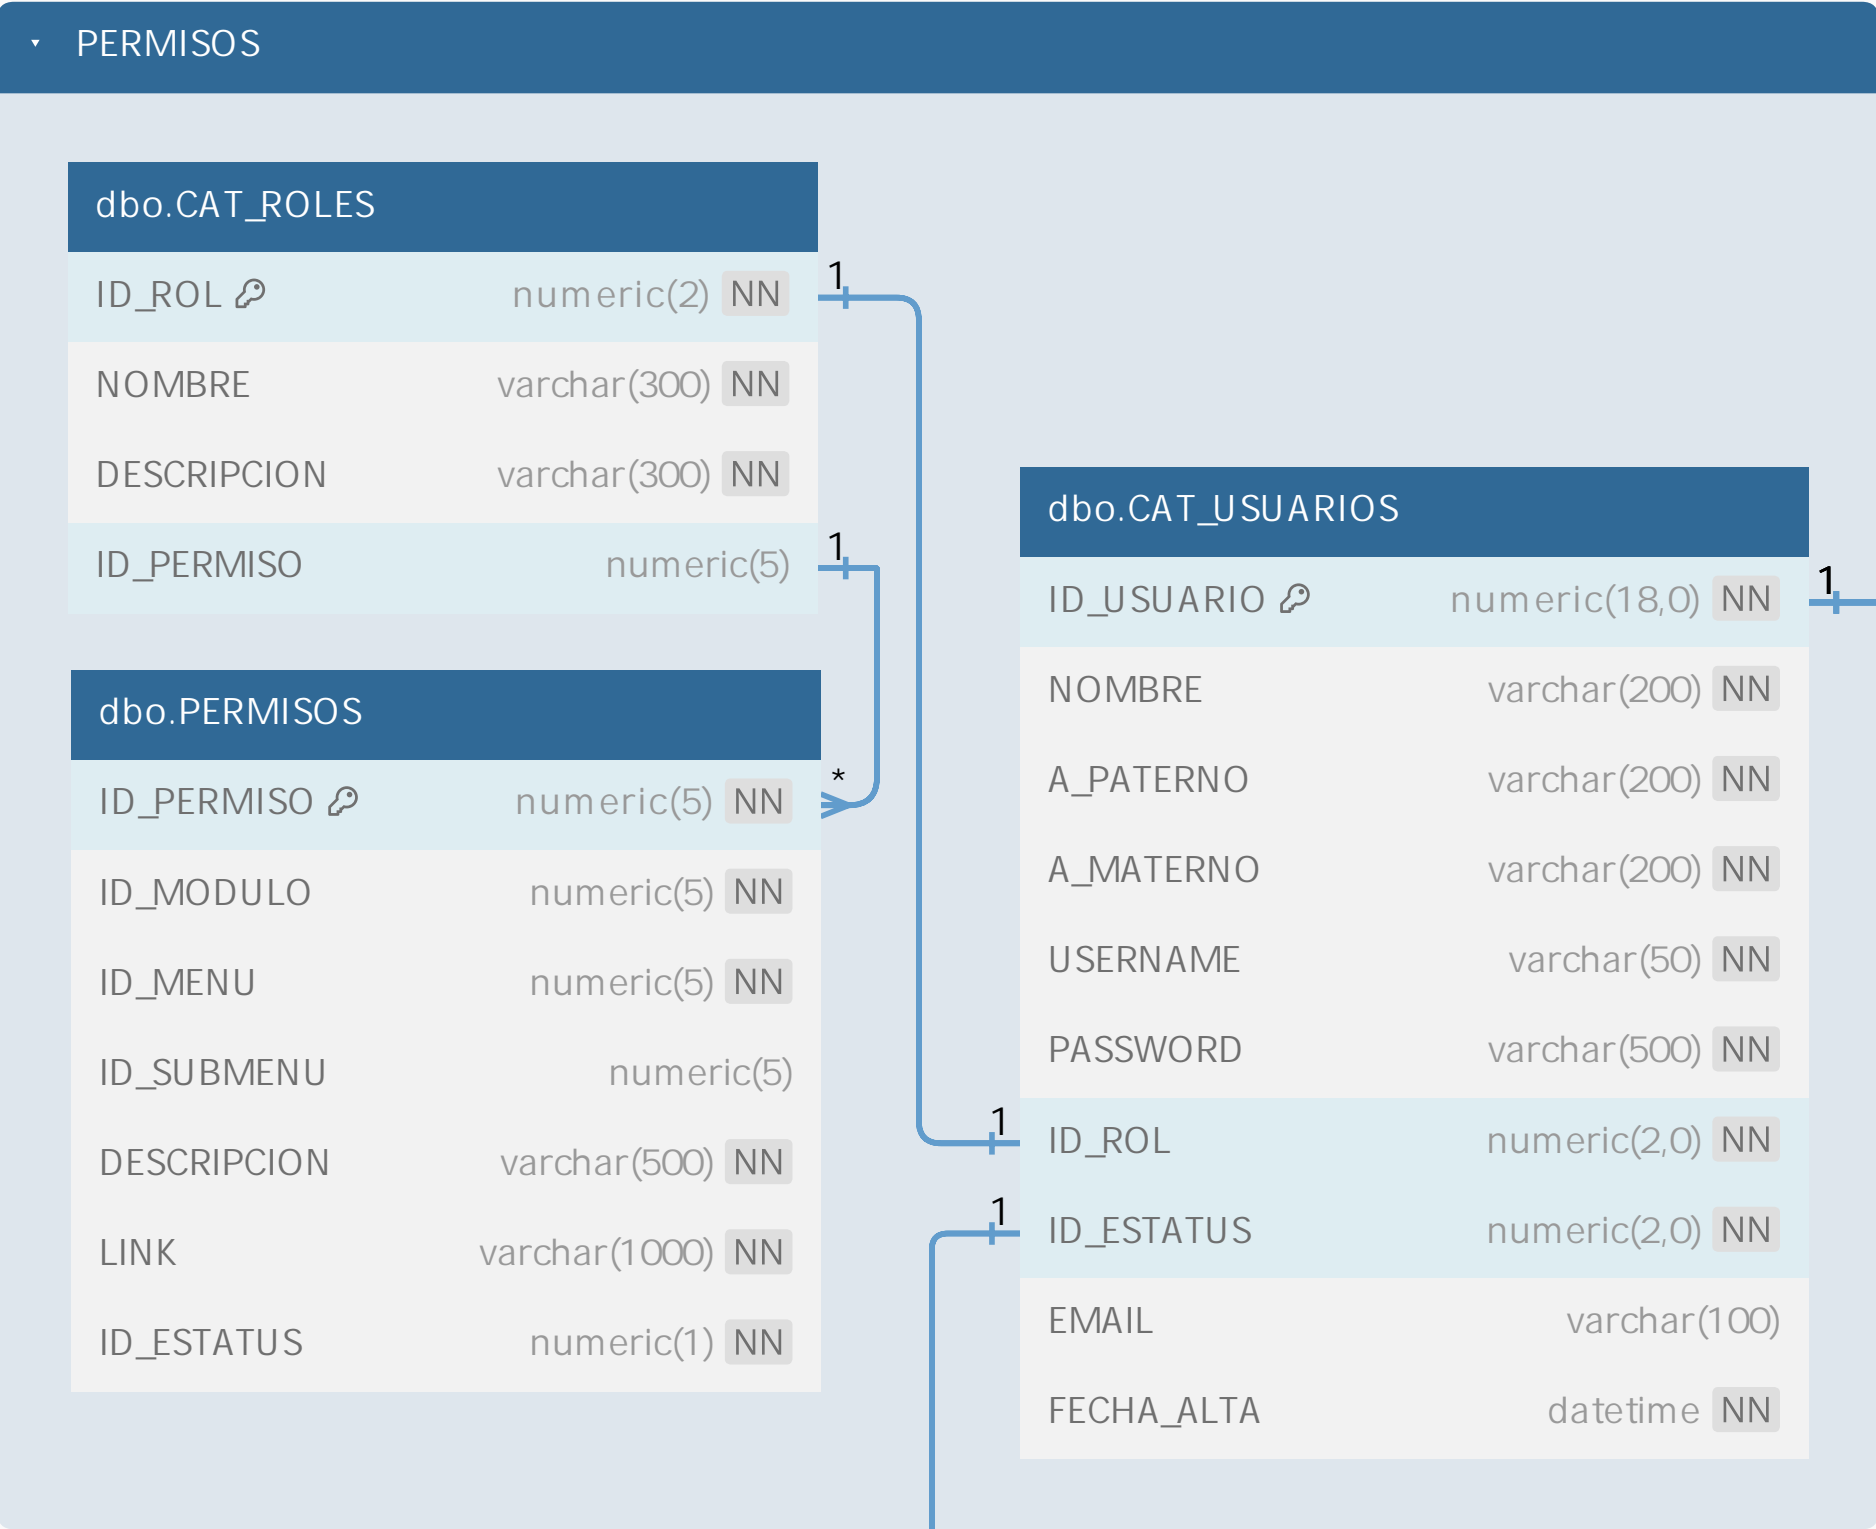 PERMISOS
dbo.CAT_ROLES
ID_ROL numeric(2) NN
NOMBRE varchar(300) NN
DESCRIPCION varchar(300) NN
ID_PERMISO numeric(5)
1
1
dbo.PERMISOS
ID_PERMISO numeric(5) NN
ID_MODULO numeric(5) NN
ID_MENU numeric(5) NN
ID_SUBMENU numeric(5)
DESCRIPCION varchar(500) NN
LINK varchar(1000) NN
ID_ESTATUS numeric(1) NN
*
dbo.CAT_USUARIOS
ID_USUARIO numeric(18,0) NN
NOMBRE varchar(200) NN
A_PATERNO varchar(200) NN
A_MATERNO varchar(200) NN
USERNAME varchar(50) NN
PASSWORD varchar(500) NN
ID_ROL numeric(2,0) NN
ID_ESTATUS numeric(2,0) NN
EMAIL varchar(100)
FECHA_ALTA datetime NN
1
1
1